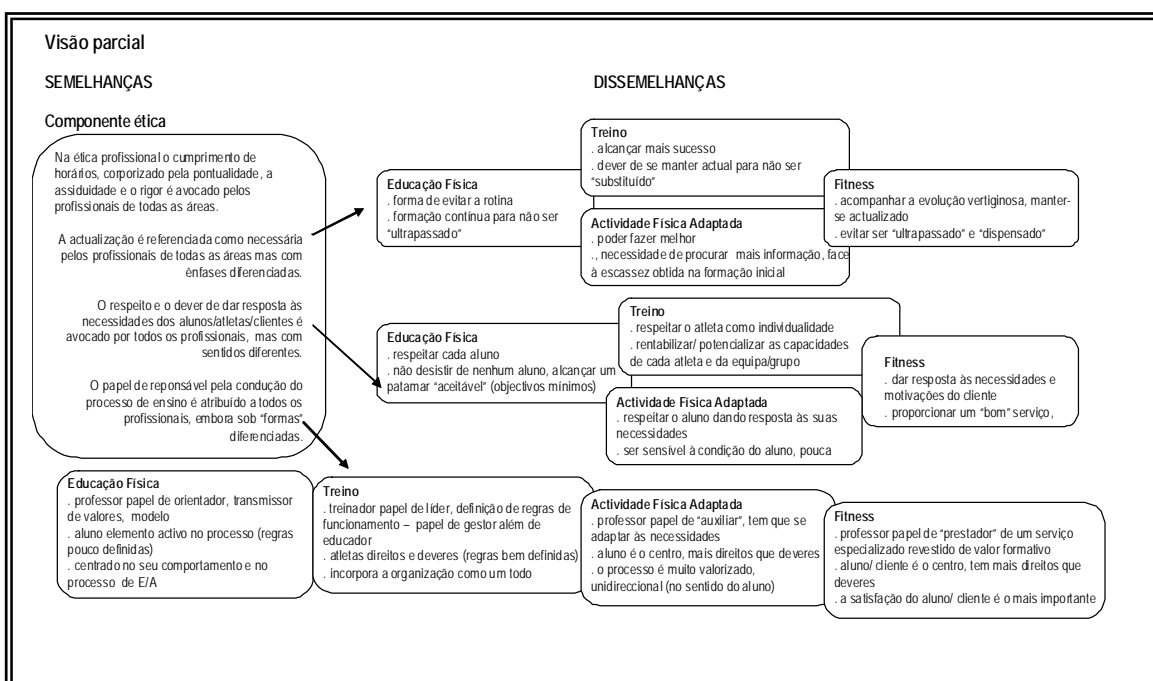 Visão parcial
SEMELHANÇAS
DISSEMELHANÇAS
Componente ética
Na ética profissional o cumprimento de
horários, corporizado pela pontualidade, a
assiduidade e o rigor é avocado pelos
profissionais de todas as áreas.
A actualização é referenciada como necessária
pelos profissionais de todas as áreas mas com
ênfases diferenciadas.
O respeito e o dever de dar resposta às
necessidades dos alunos/atletas/clientes é
avocado por todos os profissionais, mas com
sentidos diferentes.
O papel de reponsável pela condução do
processo de ensino é atribuído a todos os
profissionais, embora sob "formas"
diferenciadas.
Educação Física
. forma de evitar a rotina
. formação contínua para não ser
"ultrapassado"
Treino
. alcançar mais sucesso
. dever de se manter actual para não ser
"substituído"
Actividade Física Adaptada
. poder fazer melhor
., necessidade de procurar mais informação, face
à escassez obtida na formação inicial
Fitness
. acompanhar a evolução vertiginosa, manter-
se actualizado
. evitar ser "ultrapassado" e "dispensado"
Educação Física
. respeitar cada aluno
. não desistir de nenhum aluno, alcançar um
patamar "aceitável" (objectivos mínimos)
Treino
. respeitar o atleta como individualidade
. rentabilizar/ potencializar as capacidades
de cada atleta e da equipa/grupo
Actividade Física Adaptada
. respeitar o aluno dando resposta às suas
necessidades
. ser sensível à condição do aluno, pouca
Fitness
. dar resposta às necessidades e
motivações do cliente
. proporcionar um "bom" serviço,
Educação Física
. professor papel de orientador, transmissor
de valores, modelo
. aluno elemento activo no processo (regras
pouco definidas)
. centrado no seu comportamento e no
processo de E/A
Treino
. treinador papel de líder, definição de regras de
funcionamento – papel de gestor além de
educador
. atletas direitos e deveres (regras bem definidas)
. incorpora a organização como um todo
Actividade Física Adaptada
. professor papel de "auxiliar", tem que se
adaptar às necessidades
. aluno é o centro, mais direitos que deveres
. o processo é muito valorizado,
unidireccional (no sentido do aluno)
Fitness
. professor papel de "prestador" de um serviço
especializado revestido de valor formativo
. aluno/ cliente é o centro, tem mais direitos que
deveres
. a satisfação do aluno/ cliente é o mais importante